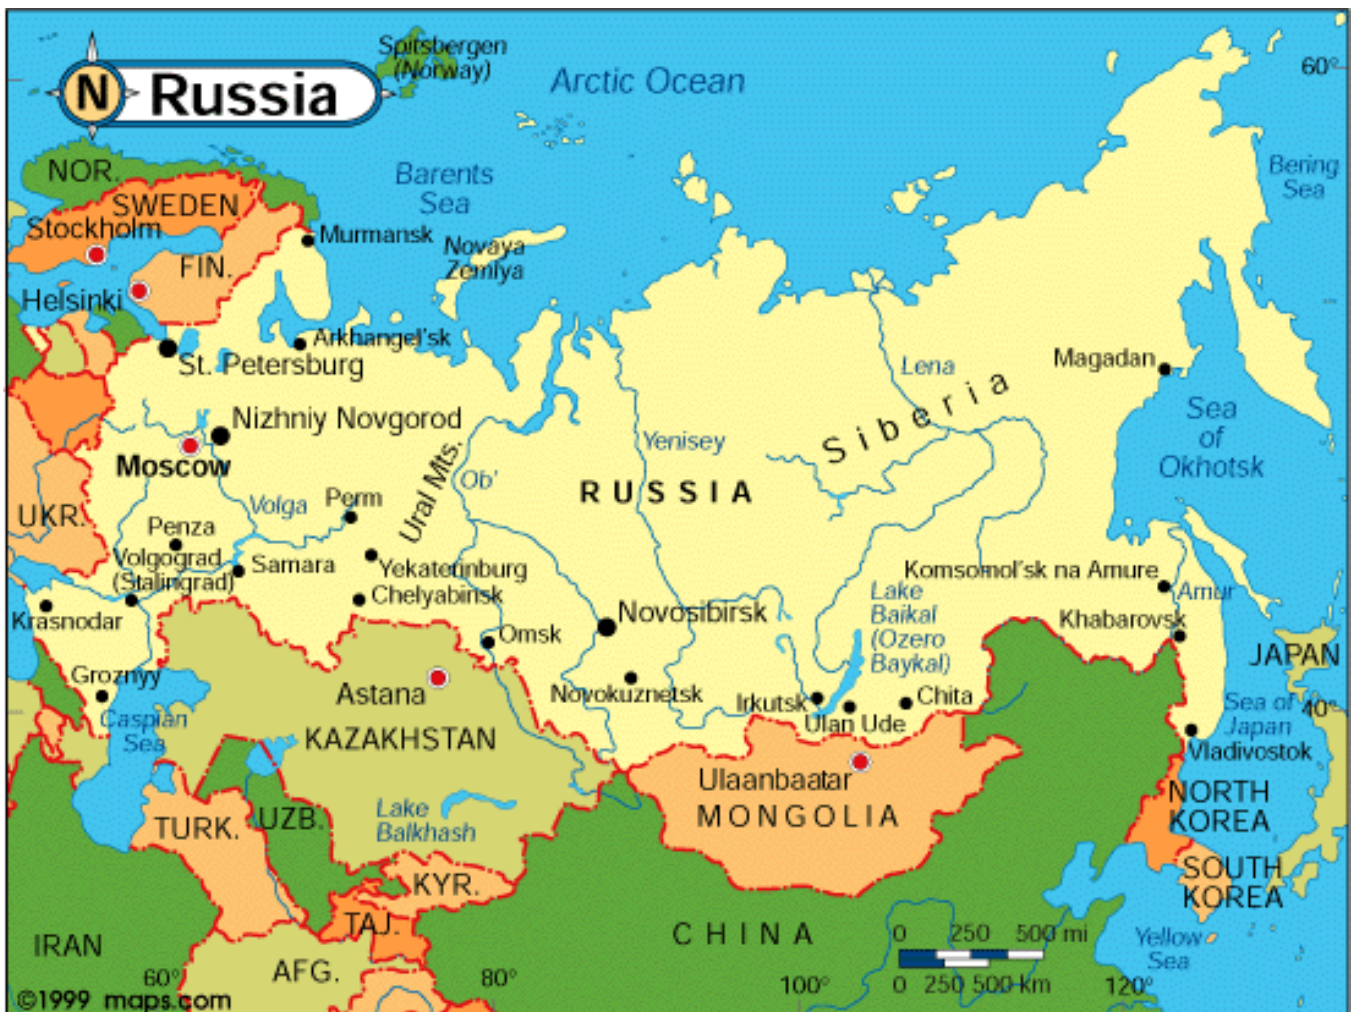 N Russia
Spitsbergen
(Norway)
Arctic Ocean
60°
NOR.
Barents
Sea
Bering
Sea
SWEDEN
Stockholm
Murmansk
Novaya
Zemlya
FIN.
Helsinki
Arkhangel'sk
St. Petersburg
Lena
Magadan
Siberia
Sea
of
Okhotsk
Nizhniy Novgorod
Moscow
Yenisey
Ural Mts.
Ob'
RUSSIA
Volga
Perm
UKR.
Penza
Volgograd
(Stalingrad)
Samara
Yekaterinburg
Chelyabinsk
Krasnodar
Omsk
Novosibirsk
Lake
Baikal
(Ozero
Baykal)
Komsomol'sk na Amure
Amur
Khabarovsk
JAPAN
Groznyy
Astana
Novokuznetsk
Irkutsk
Ulan Ude
Chita
Sea of
Japan
40°
Caspian
Sea
KAZAKHSTAN
Vladivostok
Ulaanbaatar
MONGOLIA
NORTH
KOREA
Lake
Balkhash
TURK.
UZB.
KYR.
SOUTH
KOREA
TAJ.
IRAN
CHINA
0 250 500 mi
0 250 500 km
Yellow
Sea
AFG.
60°
80°
100°
120°
©1999 maps.com